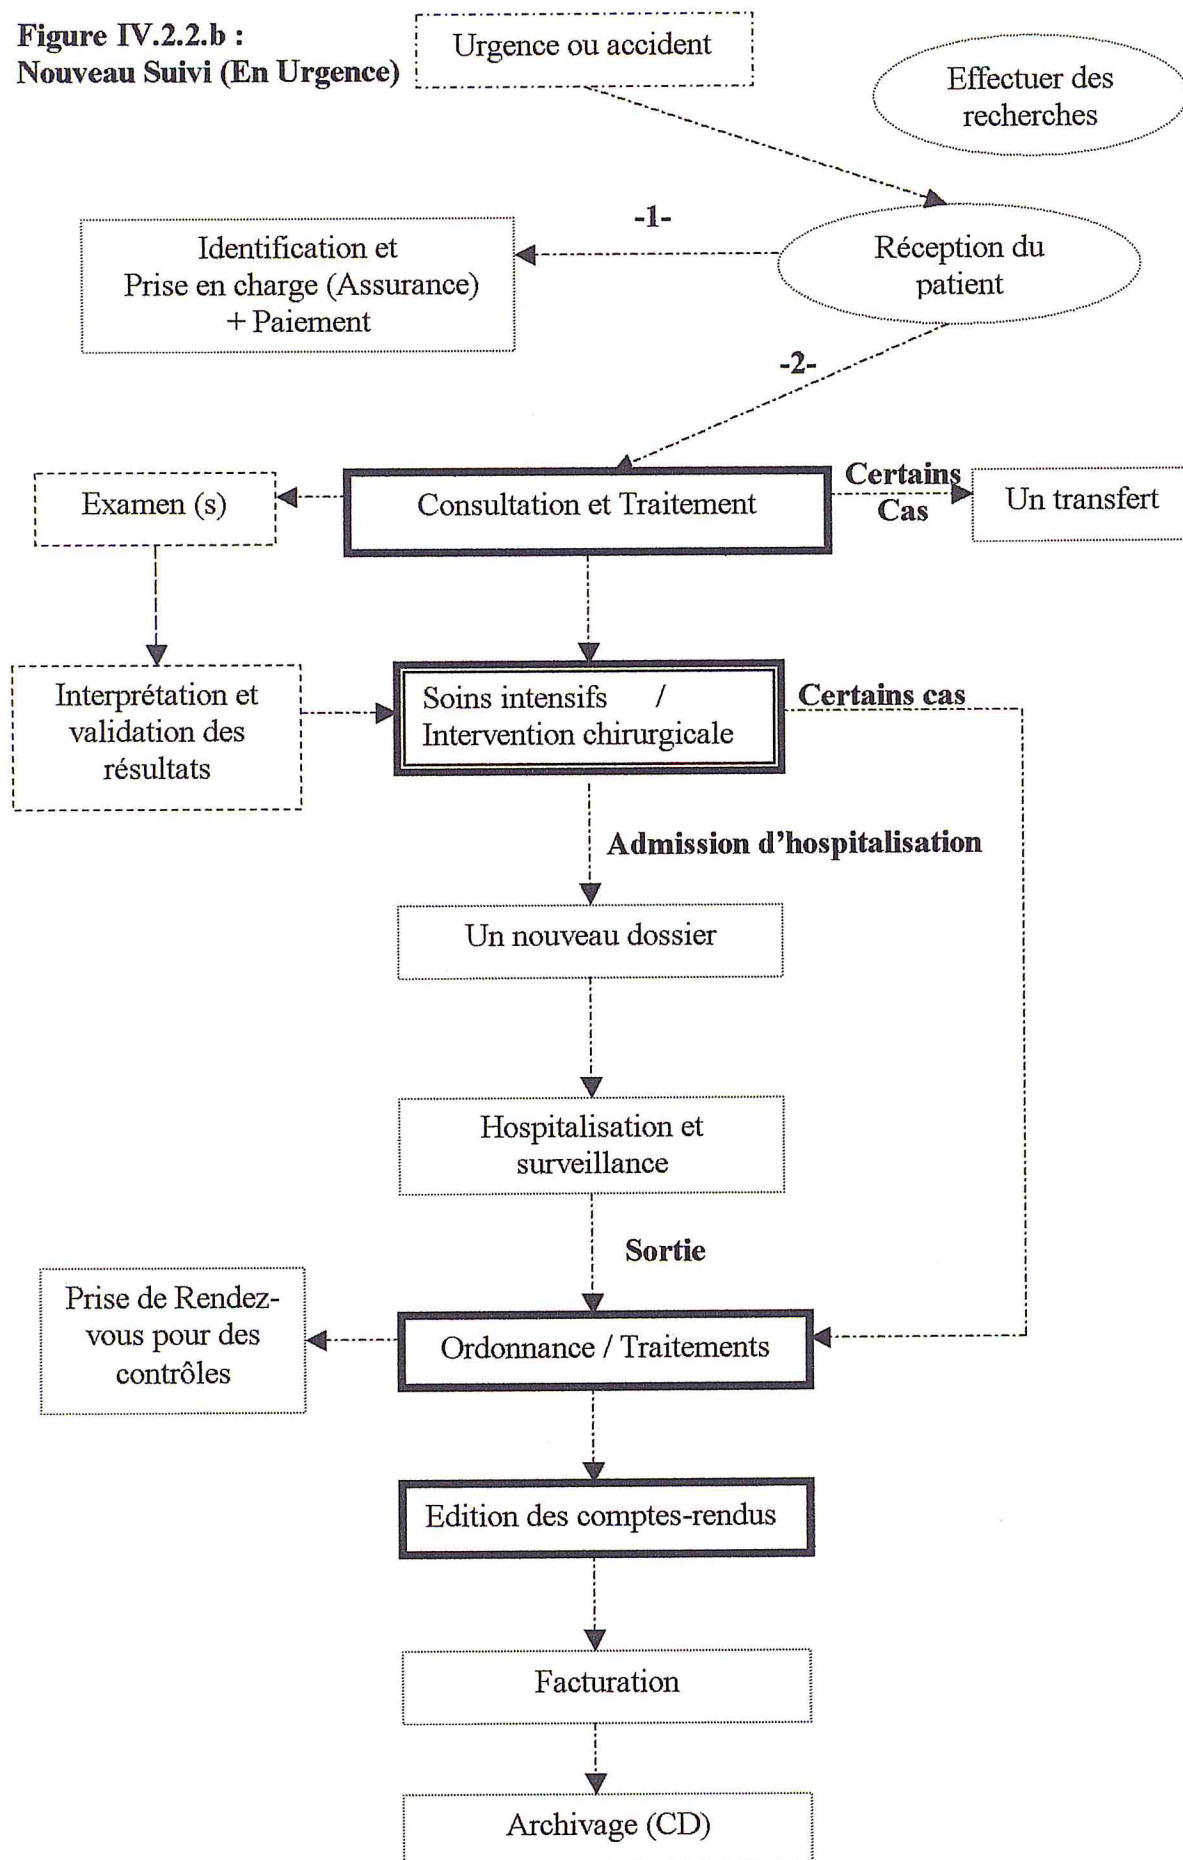 Figure IV.2.2.b :
Nouveau Suivi (En Urgence)
Urgence ou accident
Effectuer des
recherches
-1-
Identification et
Prise en charge (Assurance)
+ Paiement
Réception du
patient
-2-
Examen (s)
Consultation et Traitement
Certains
Cas
Un transfert
Interprétation et
validation des
résultats
Soins intensifs /
Intervention chirurgicale
Certains cas
Admission d'hospitalisation
Un nouveau dossier
Hospitalisation et
surveillance
Sortie
Prise de Rendez-
vous pour des
contrôles
Ordonnance / Traitements
Edition des comptes-rendus
Facturation
Archivage (CD)